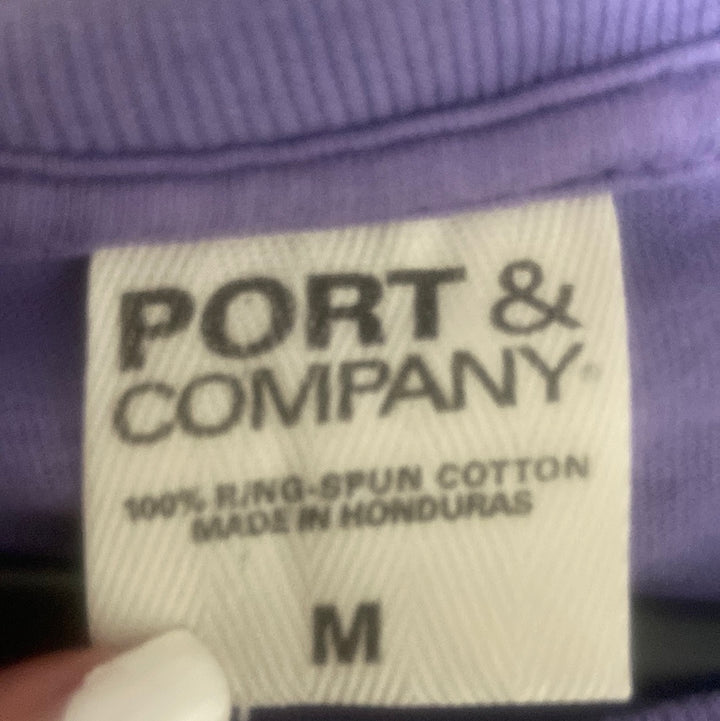 PORT &
COMPANY®
100% RING-SPUN COTTON
MADE IN HONDURAS
M